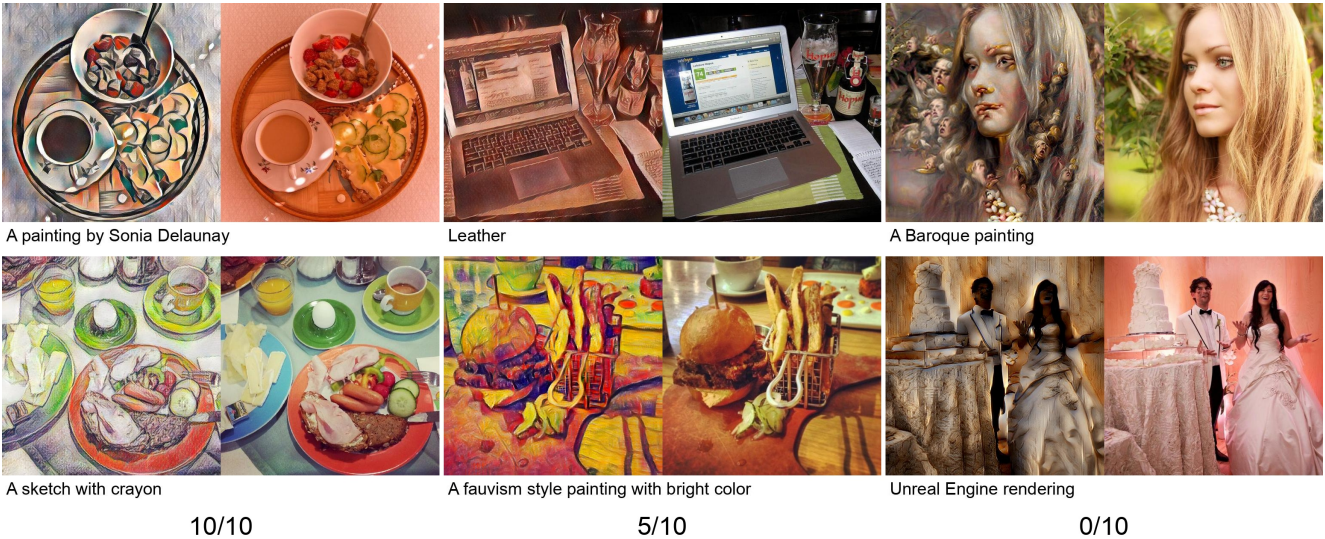 A painting by Sonia Delaunay
Leather
A Baroque painting
A sketch with crayon
A fauvism style painting with bright color
Unreal Engine rendering
10/10
5/10
0/10